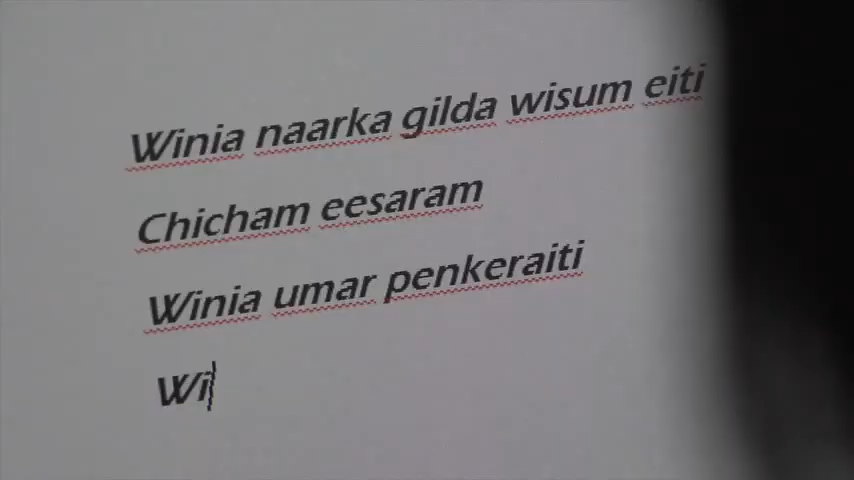 Winia naarka gilda wisum eiti
Chicham eesaram
Winia umar penkeraiti
Wi